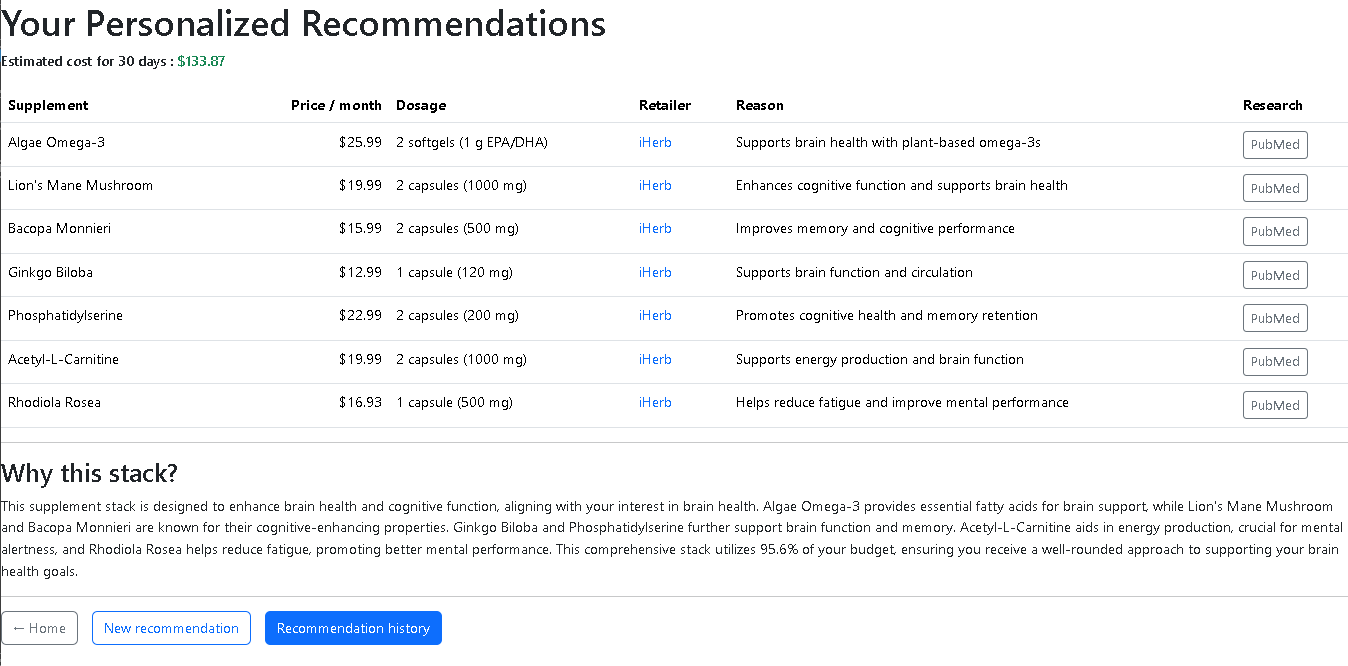 Your Personalized Recommendations
Estimated cost for 30 days : $133.87
Supplement Price / month Dosage Retailer Reason Research
Algae Omega-3 $25.99 2 softgels (1 g EPA/DHA) iHerb Supports brain health with plant-based omega-3s PubMed
Lion's Mane Mushroom $19.99 2 capsules (1000 mg) iHerb Enhances cognitive function and supports brain health PubMed
Bacopa Monnieri $15.99 2 capsules (500 mg) iHerb Improves memory and cognitive performance PubMed
Ginkgo Biloba $12.99 1 capsule (120 mg) iHerb Supports brain function and circulation PubMed
Phosphatidylserine $22.99 2 capsules (200 mg) iHerb Promotes cognitive health and memory retention PubMed
Acetyl-L-Carnitine $19.99 2 capsules (1000 mg) iHerb Supports energy production and brain function PubMed
Rhodiola Rosea $16.93 1 capsule (500 mg) iHerb Helps reduce fatigue and improve mental performance PubMed
Why this stack?
This supplement stack is designed to enhance brain health and cognitive function, aligning with your interest in brain health. Algae Omega-3 provides essential fatty acids for brain support, while Lion's Mane Mushroom
and Bacopa Monnieri are known for their cognitive-enhancing properties. Ginkgo Biloba and Phosphatidylserine further support brain function and memory. Acetyl-L-Carnitine aids in energy production, crucial for mental
alertness, and Rhodiola Rosea helps reduce fatigue, promoting better mental performance. This comprehensive stack utilizes 95.6% of your budget, ensuring you receive a well-rounded approach to supporting your brain
health goals.
← Home New recommendation Recommendation history